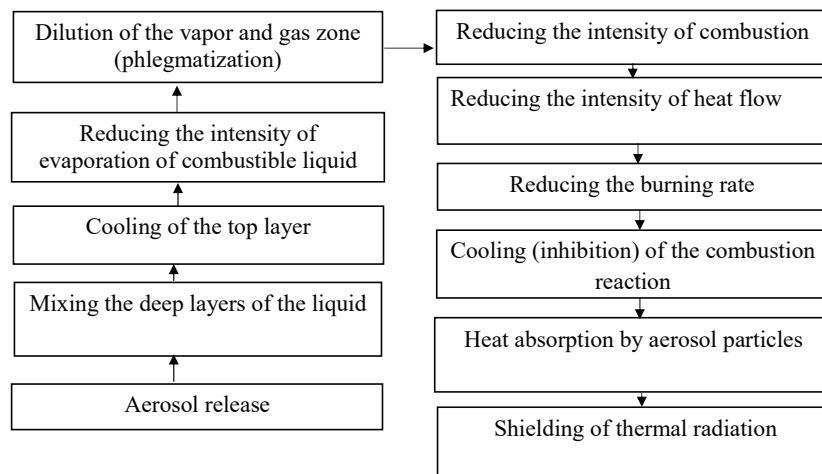 Dilution of the vapor and gas zone
(phlegmatization)
Reducing the intensity of
evaporation of combustible liquid
Cooling of the top layer
Mixing the deep layers of the liquid
Aerosol release
Reducing the intensity of combustion
Reducing the intensity of heat flow
Reducing the burning rate
Cooling (inhibition) of the combustion
reaction
Heat absorption by aerosol particles
Shielding of thermal radiation